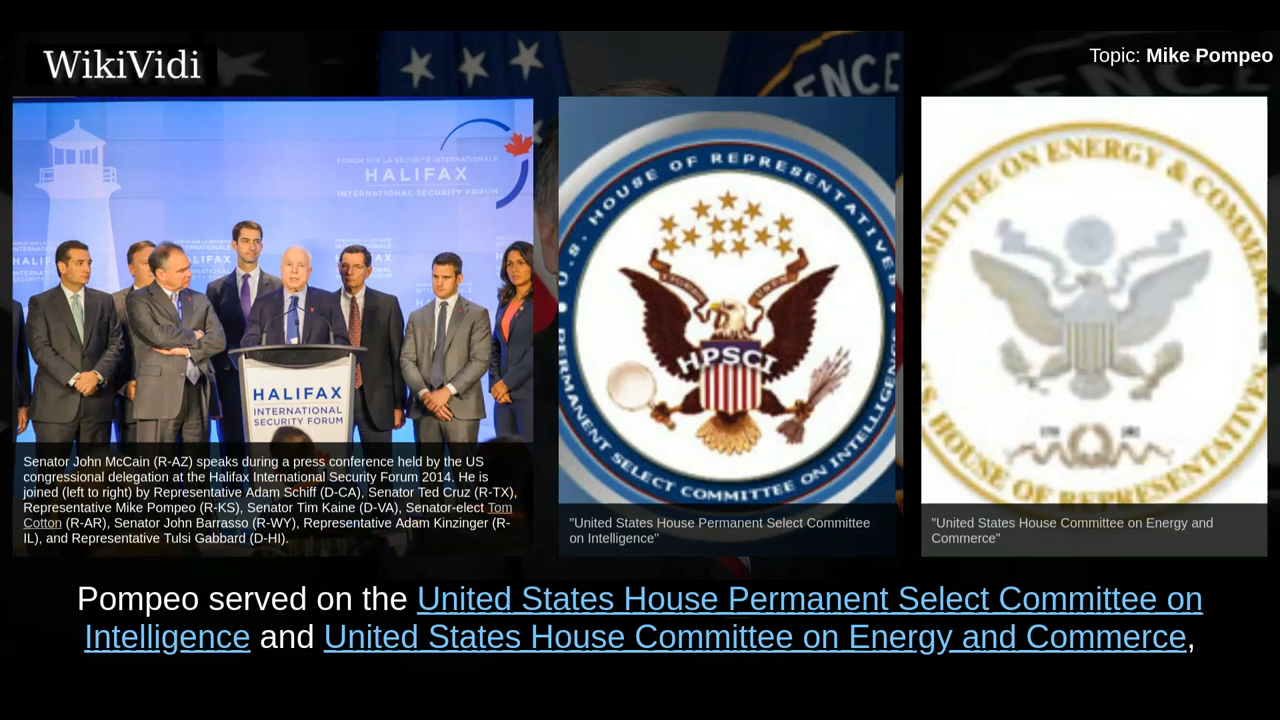 WikiVidi
Topic: Mike Pompeo
FORUM SUR LA SECURITE INTERNATIONALE
HALIFAX
INTERNATIONAL SECURITY FORUM
HALIFAX
INTERNATIONAL
SECURITY FORUM
Senator John McCain (R-AZ) speaks during a press conference held by the US
congressional delegation at the Halifax International Security Forum 2014. He is
joined (left to right) by Representative Adam Schiff (D-CA), Senator Ted Cruz (R-TX),
Representative Mike Pompeo (R-KS), Senator Tim Kaine (D-VA), Senator-elect Tom
Cotton (R-AR), Senator John Barrasso (R-WY), Representative Adam Kinzinger (R-
IL), and Representative Tulsi Gabbard (D-HI).
U.S. HOUSE OF REPRESENTATIVES
HPSCI
PERMANENT SELECT COMMITTEE ON INTELLIGENCE
"United States House Permanent Select Committee
on Intelligence"
MMITTEE ON ENERGY & COMMERCE
U.S. HOUSE OF REPRESENTATIVES
"United States House Committee on Energy and
Commerce"
Pompeo served on the United States House Permanent Select Committee on
Intelligence and United States House Committee on Energy and Commerce,